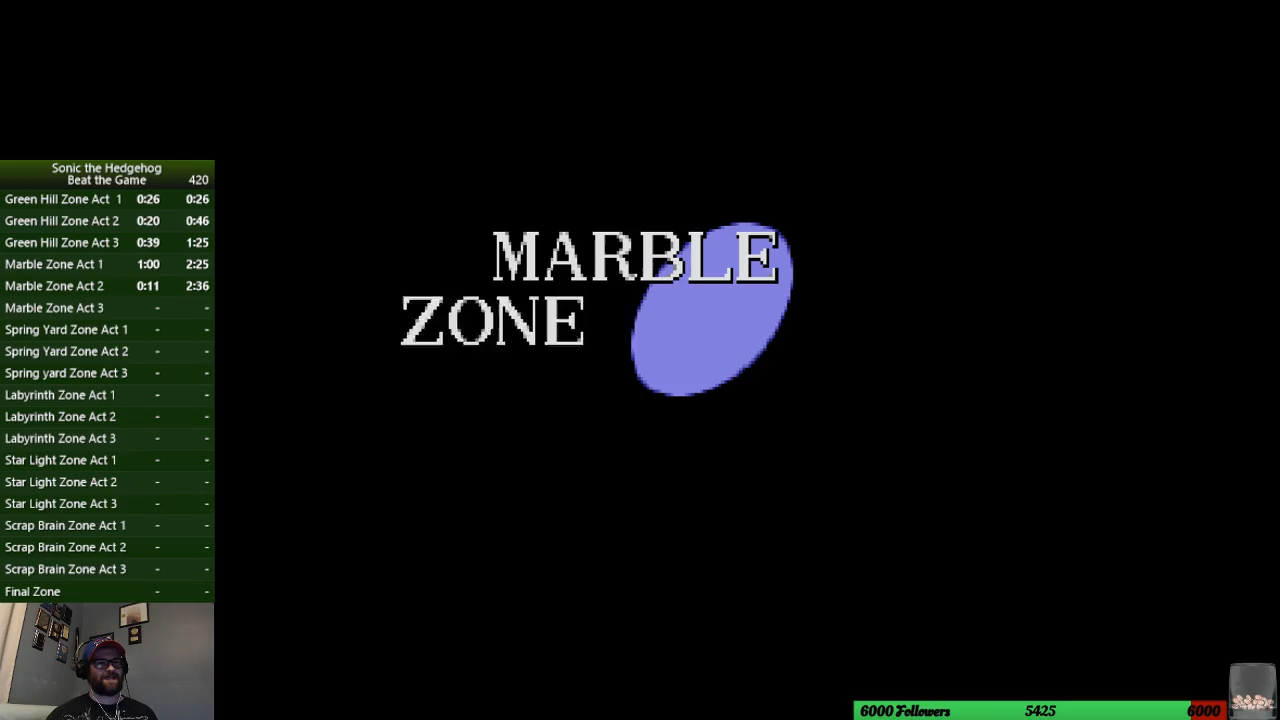 Sonic the Hedgehog
Beat the Game 420
Green Hill Zone Act 1 0:26 0:26
Green Hill Zone Act 2 0:20 0:46
Green Hill Zone Act 3 0:39 1:25
Marble Zone Act 1 1:00 2:25
Marble Zone Act 2 0:11 2:36
Marble Zone Act 3 - -
Spring Yard Zone Act 1 - -
Spring Yard Zone Act 2 - -
Spring yard Zone Act 3 - -
Labyrinth Zone Act 1 - -
Labyrinth Zone Act 2 - -
Labyrinth Zone Act 3 - -
Star Light Zone Act 1 - -
Star Light Zone Act 2 - -
Star Light Zone Act 3 - -
Scrap Brain Zone Act 1 - -
Scrap Brain Zone Act 2 - -
Scrap Brain Zone Act 3 - -
Final Zone - -
MARBLE
ZONE
6000 Followers 5425 6000